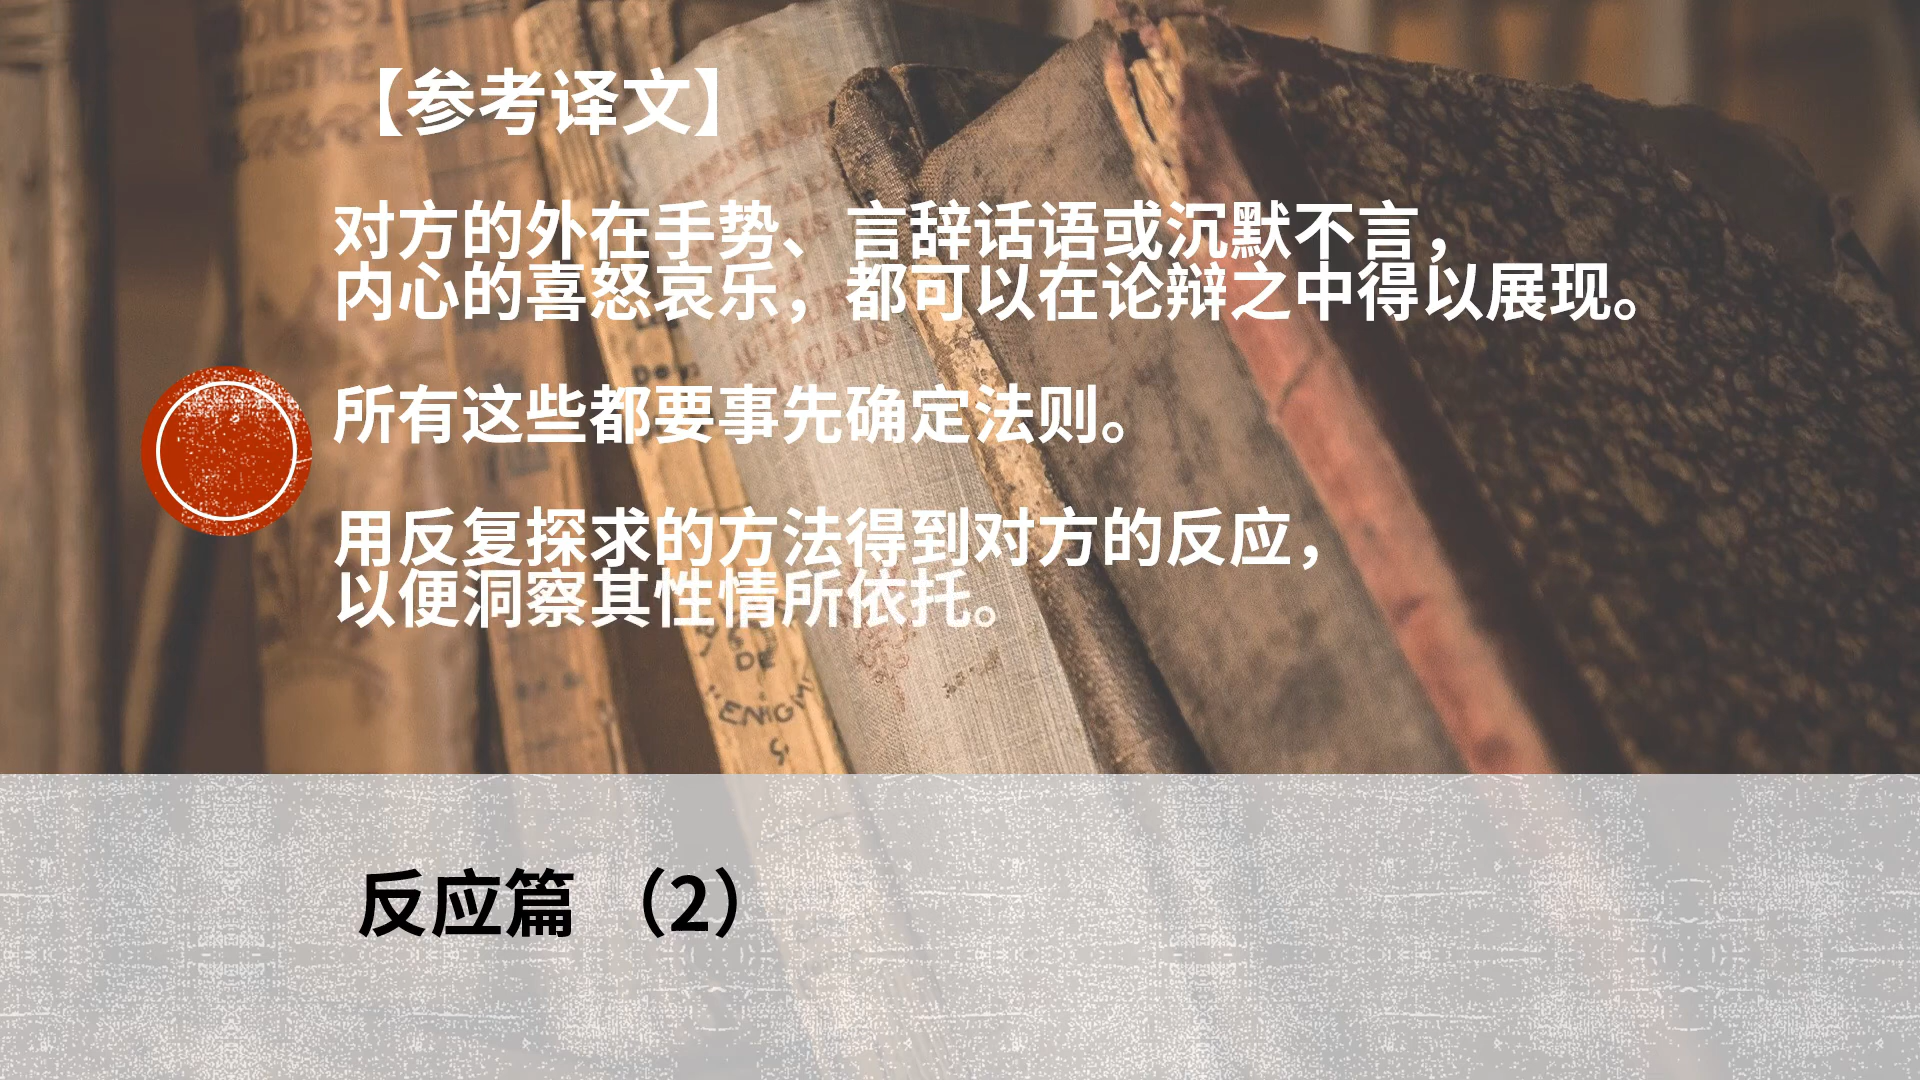 【参考译文】
对方的外在手势、言辞话语或沉默不言，
内心的喜怒哀乐，都可以在论辩之中得以展现。
所有这些都要事先确定法则。
用反复探求的方法得到对方的反应，
以便洞察其性情所依托。
DE
"ENIGM
反应篇 （2）